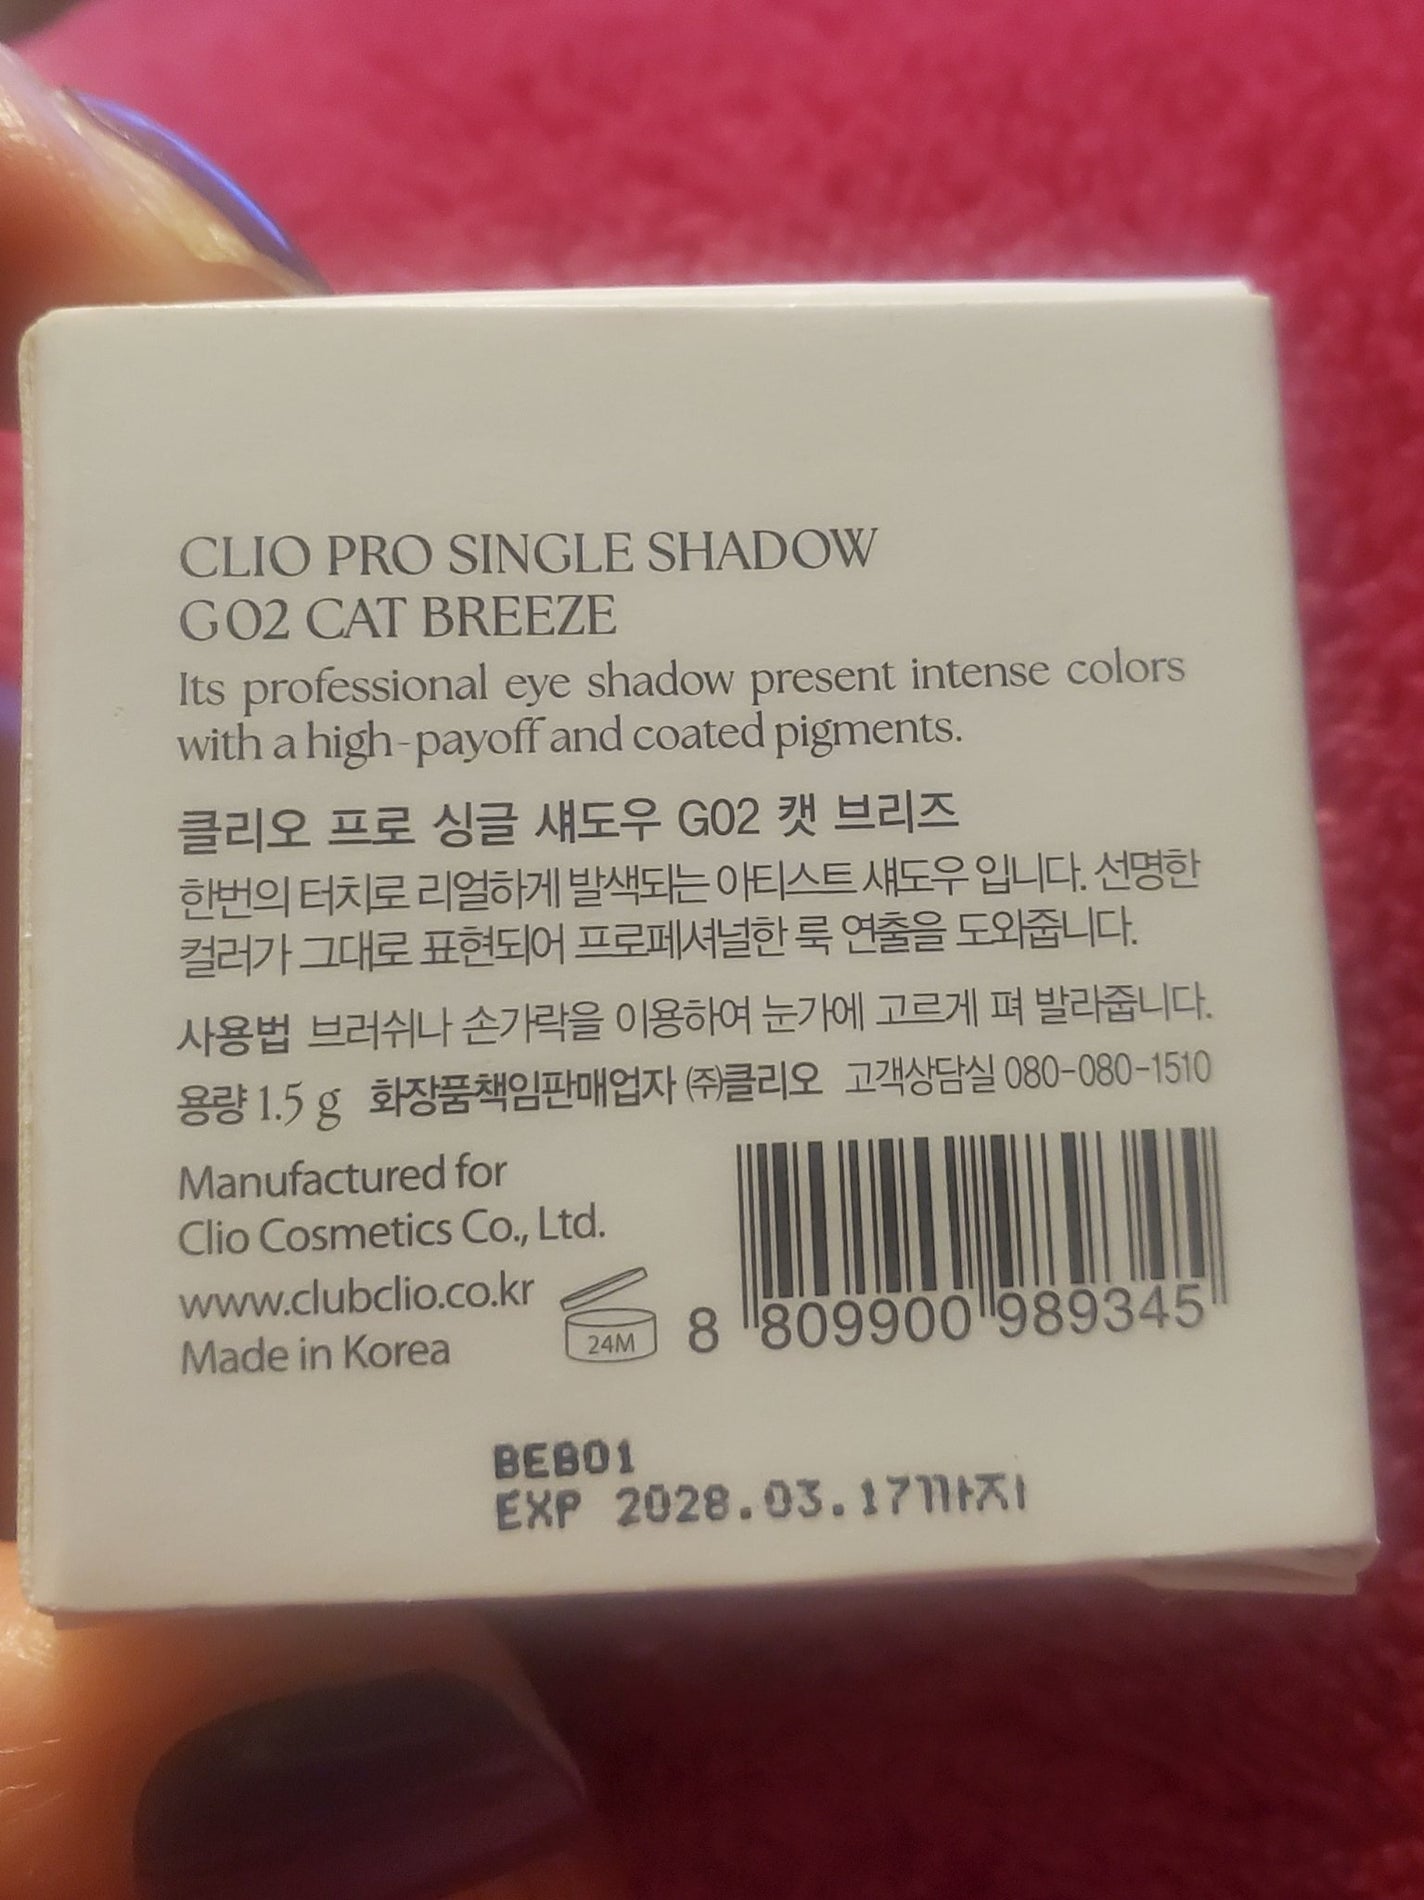 CLIO PRO SINGLE SHADOW
G02 CAT BREEZE
Its professional eye shadow present intense colors
with a high-payoff and coated pigments.
클리오 프로 싱글 섀도우 G02 캣 브리즈
한번의 터치로 리얼하게 발색되는 아티스트 섀도우 입니다. 선명한
컬러가 그대로 표현되어 프로페셔널한 룩 연출을 도와줍니다.
사용법 브러쉬나 손가락을 이용하여 눈가에 고르게 펴 발라줍니다.
용량 1.5 g 화장품책임판매업자 ㈜클리오 고객상담실 080-080-1510
Manufactured for
Clio Cosmetics Co., Ltd.
www.clubclio.co.kr
Made in Korea
24M
8 809900 989345
BEB01
EXP 2028.03.17까지